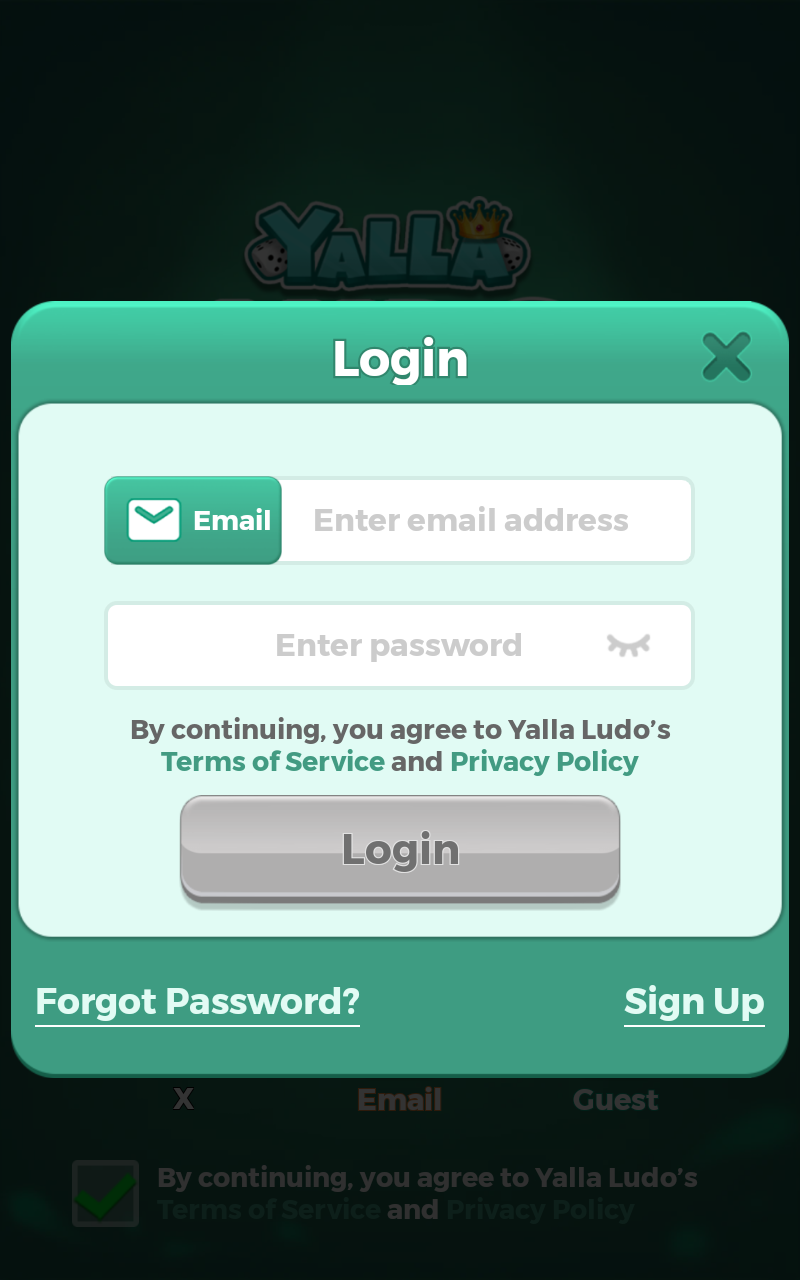 YALLA
Login
Email
Enter email address
Enter password
By continuing, you agree to Yalla Ludo’s
Terms of Service and Privacy Policy
Login
Forgot Password?
Sign Up
X
Email
Guest
By continuing, you agree to Yalla Ludo’s
Terms of Service and Privacy Policy